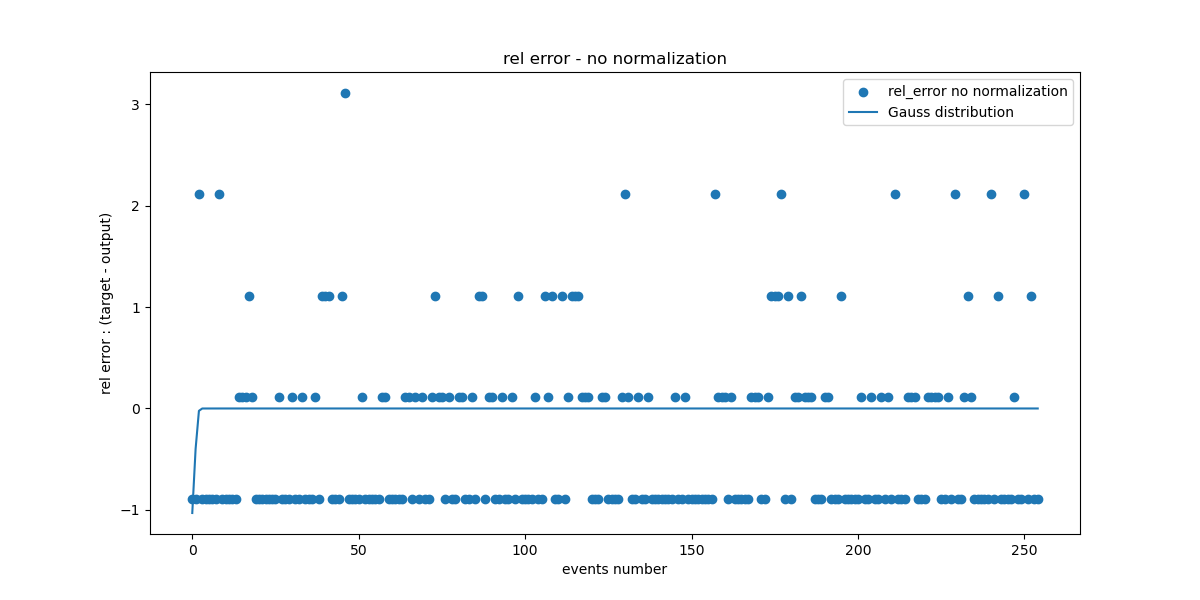 rel error - no normalization
rel_error no normalization
Gauss distribution
rel error : (target - output)
3
2
1
0
−1
0
50
100
150
200
250
events number